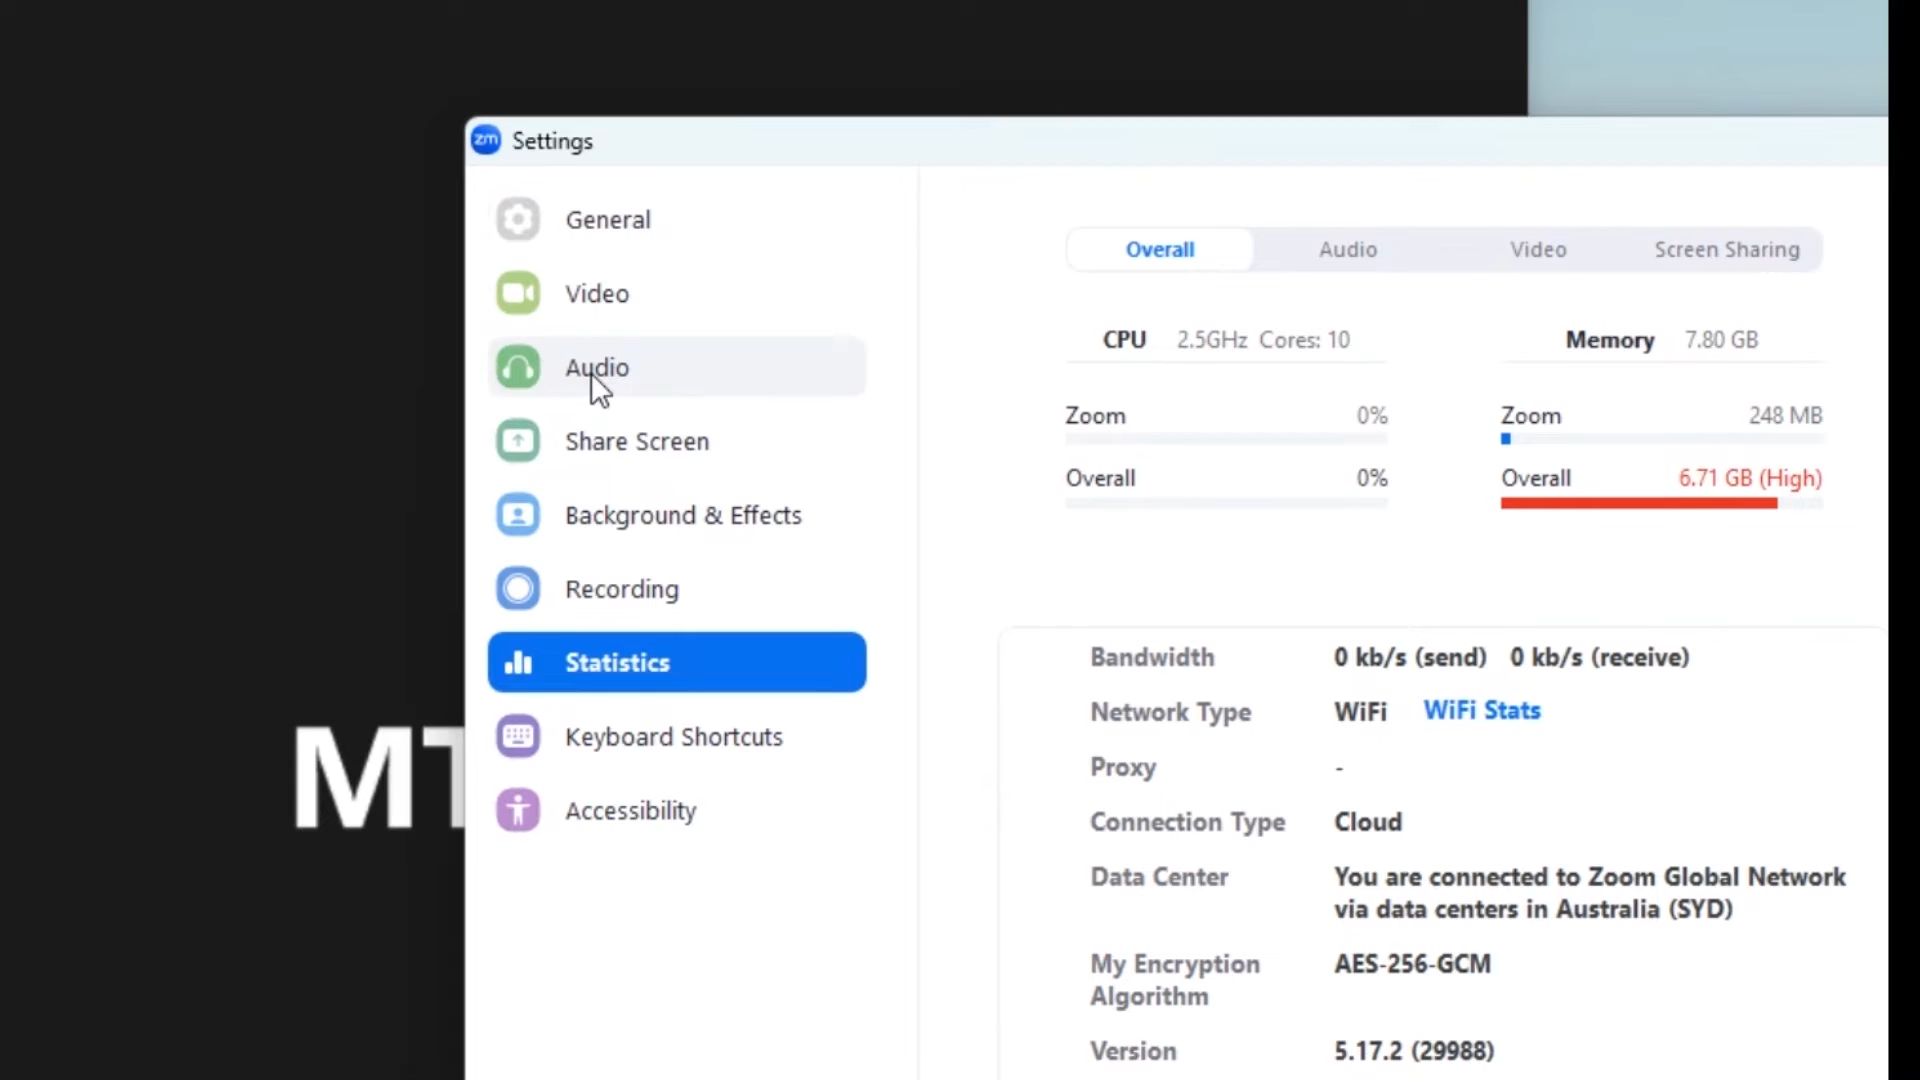 zm Settings
General
Video
Audio
Share Screen
Background & Effects
Recording
Statistics
Keyboard Shortcuts
Accessibility
MT
Overall Audio Video Screen Sharing
CPU 2.5GHz Cores: 10
Zoom 0%
Overall 0%
Memory 7.80 GB
Zoom 248 MB
Overall 6.71 GB (High)
Bandwidth 0 kb/s (send) 0 kb/s (receive)
Network Type WiFi WiFi Stats
Proxy -
Connection Type Cloud
Data Center You are connected to Zoom Global Network
via data centers in Australia (SYD)
My Encryption AES-256-GCM
Algorithm
Version 5.17.2 (29988)